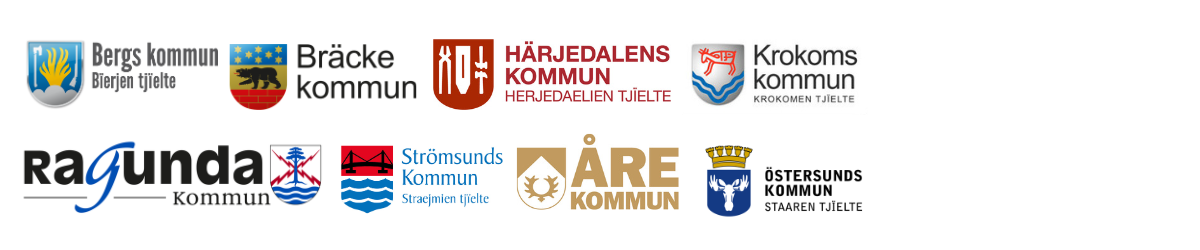 Bergs kommun
Bïerjen tjïelte
Bräcke
kommun
HÄRJEDALENS
KOMMUN
HERJEDAELIEN TJÏELTE
Krokoms
kommun
KROKOMEN TJÏELTE
Ragunda
Kommun
Strömsunds
Kommun
Straejmien tjïelte
ÅRE
KOMMUN
ÖSTERSUNDS
KOMMUN
STAAREN TJÏELTE